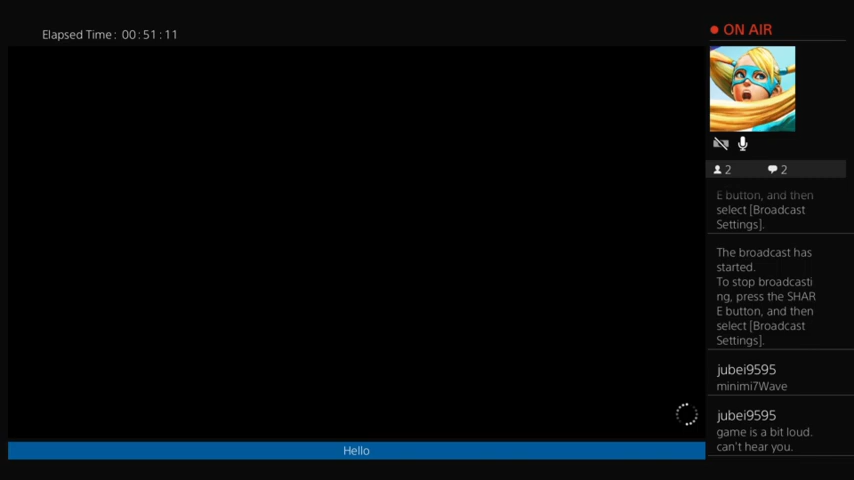 Elapsed Time: 00:51:11
ON AIR
2 2
E button, and then
select [Broadcast
Settings].
The broadcast has
started.
To stop broadcasti
ng, press the SHAR
E button, and then
select [Broadcast
Settings].
jubei9595
minimi7Wave
jubei9595
game is a bit loud.
can't hear you.
Hello